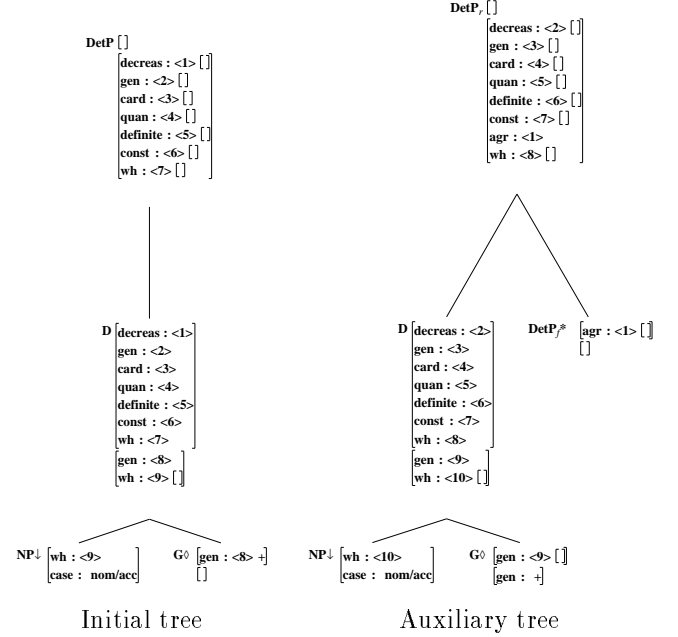 DetP []
decreas : <1> []
gen : <2> []
card : <3> []
quan : <4> []
definite : <5> []
const : <6> []
wh : <7> []
D decreas : <1>
gen : <2>
card : <3>
quan : <4>
definite : <5>
const : <6>
wh : <7>
gen : <8>
wh : <9> []
NP↓ wh : <9>
case : nom/acc
G◊ gen : <8> +
[]
Initial tree
DetPr []
decreas : <2> []
gen : <3> []
card : <4> []
quan : <5> []
definite : <6> []
const : <7> []
agr : <1>
wh : <8> []
D decreas : <2>
gen : <3>
card : <4>
quan : <5>
definite : <6>
const : <7>
wh : <8>
gen : <9>
wh : <10> []
DetPf* agr : <1> []
[]
NP↓ wh : <10>
case : nom/acc
G◊ gen : <9> []
gen : +
Auxiliary tree